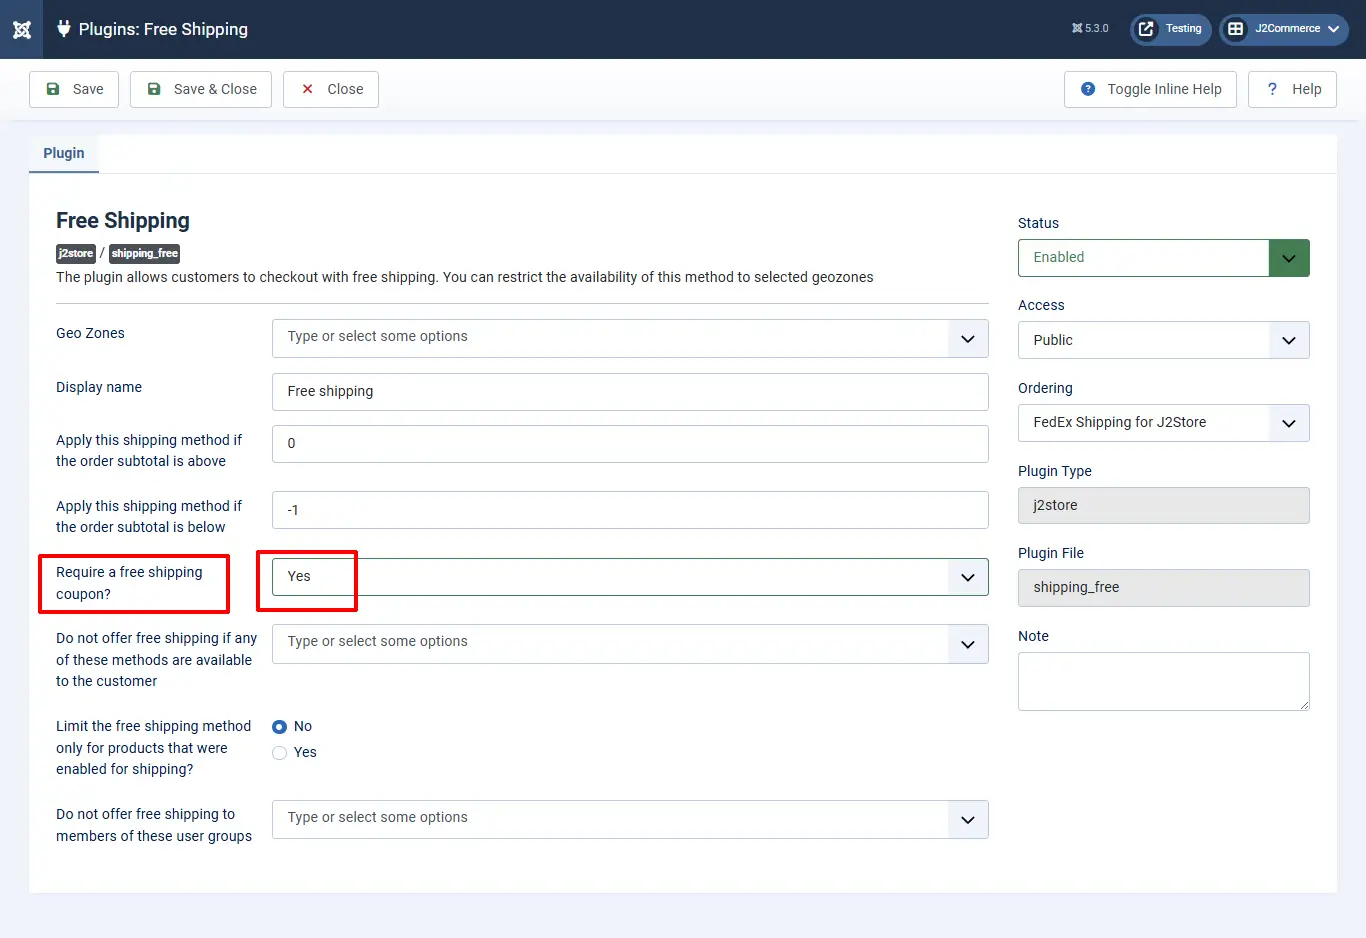 Plugins: Free Shipping
5.3.0
Testing
J2Commerce
Save
Save & Close
Close
Toggle Inline Help
Help
Plugin
Free Shipping
j2store / shipping_free
The plugin allows customers to checkout with free shipping. You can restrict the availability of this method to selected geozones
Geo Zones
Type or select some options
Display name
Free shipping
Apply this shipping method if
the order subtotal is above
0
Apply this shipping method if
the order subtotal is below
-1
Require a free shipping
coupon?
Yes
Do not offer free shipping if any
of these methods are available
to the customer
Type or select some options
Limit the free shipping method
only for products that were
enabled for shipping?
No
Yes
Do not offer free shipping to
members of these user groups
Type or select some options
Status
Enabled
Access
Public
Ordering
FedEx Shipping for J2Store
Plugin Type
j2store
Plugin File
shipping_free
Note